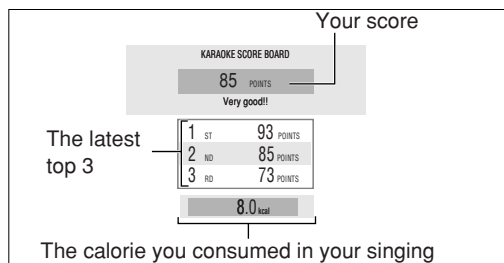 Your score
KARAOKE SCORE BOARD
85 POINTS
Very good!!
The latest
top 3
1 ST 93 POINTS
2 ND 85 POINTS
3 RD 73 POINTS
8.0 kcal
The calorie you consumed in your singing